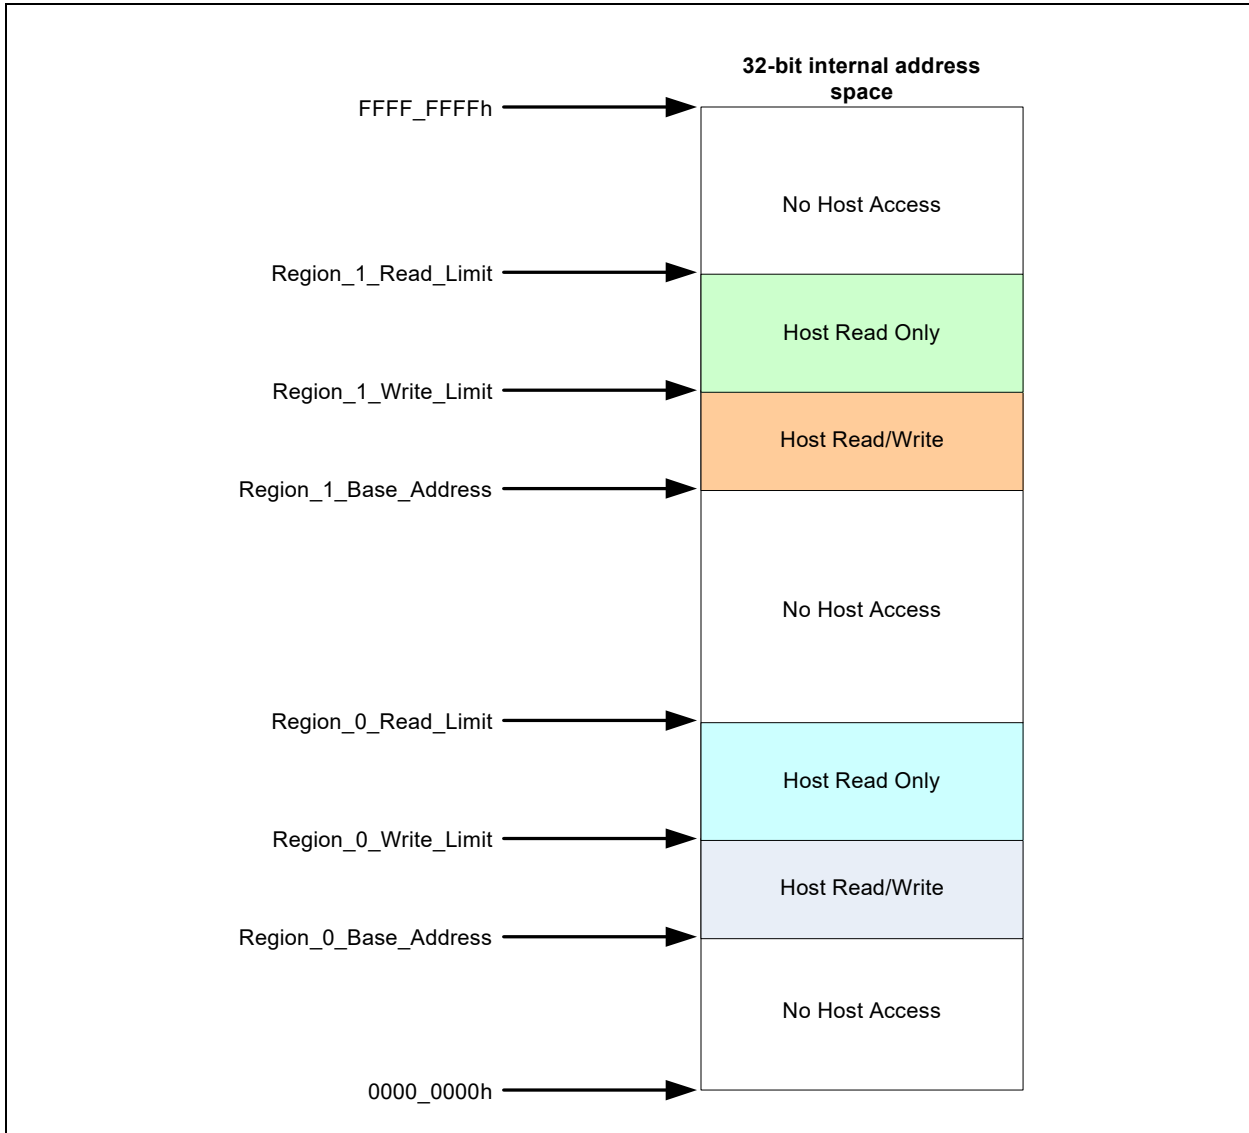 32-bit internal address
space
FFFF_FFFFh
No Host Access
Region_1_Read_Limit
Host Read Only
Region_1_Write_Limit
Host Read/Write
Region_1_Base_Address
No Host Access
Region_0_Read_Limit
Host Read Only
Region_0_Write_Limit
Host Read/Write
Region_0_Base_Address
No Host Access
0000_0000h